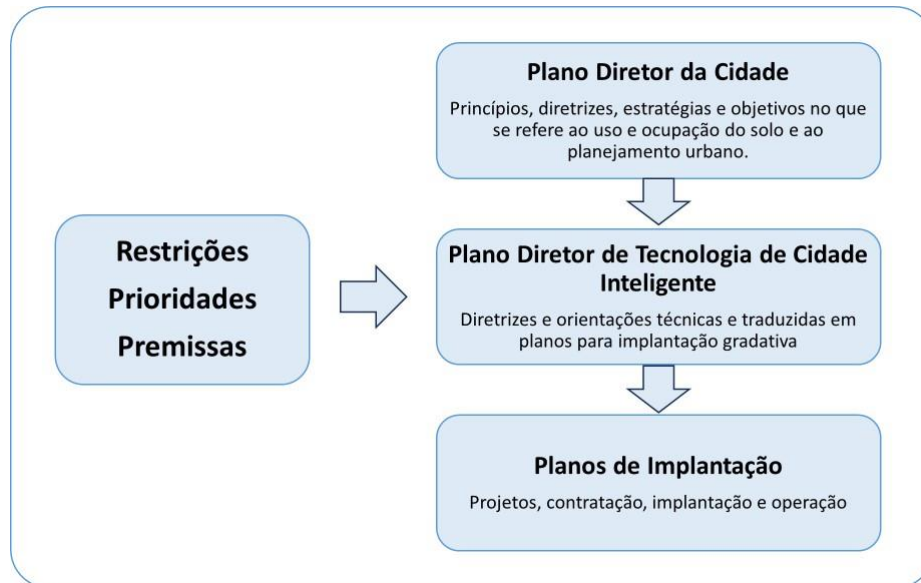 Plano Diretor da Cidade
Princípios, diretrizes, estratégias e objetivos no que
se refere ao uso e ocupação do solo e ao
planejamento urbano.
Restrições
Prioridades
Premissas
Plano Diretor de Tecnologia de Cidade
Inteligente
Diretrizes e orientações técnicas e traduzidas em
planos para implantação gradativa
Planos de Implantação
Projetos, contratação, implantação e operação